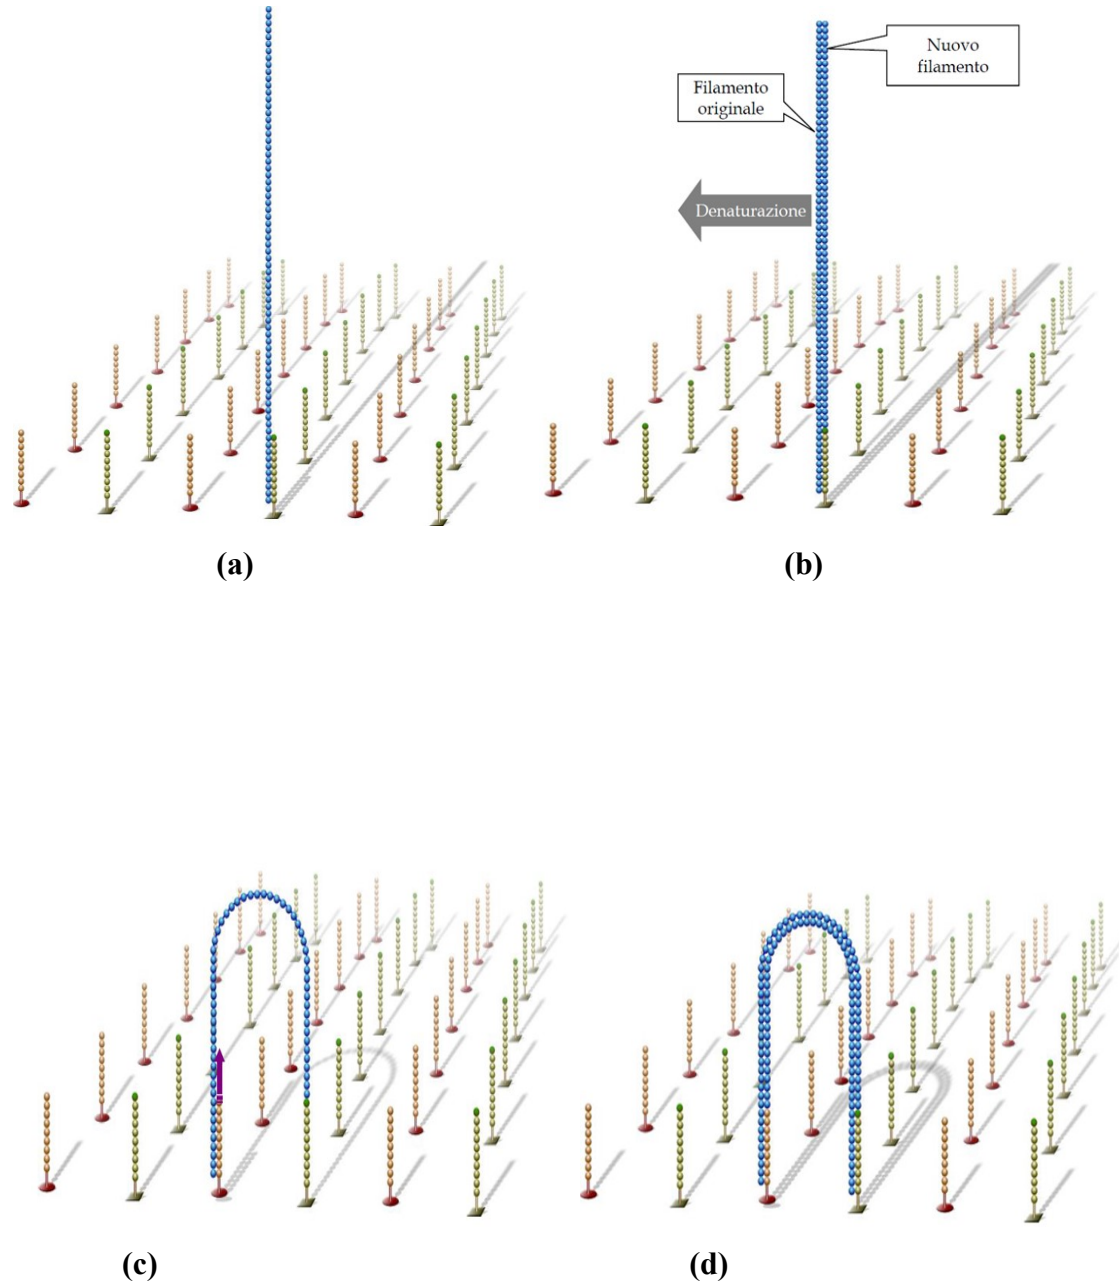 Nuovo
filamento
Filamento
originale
Denaturazione
(a)
(b)
(c)
(d)